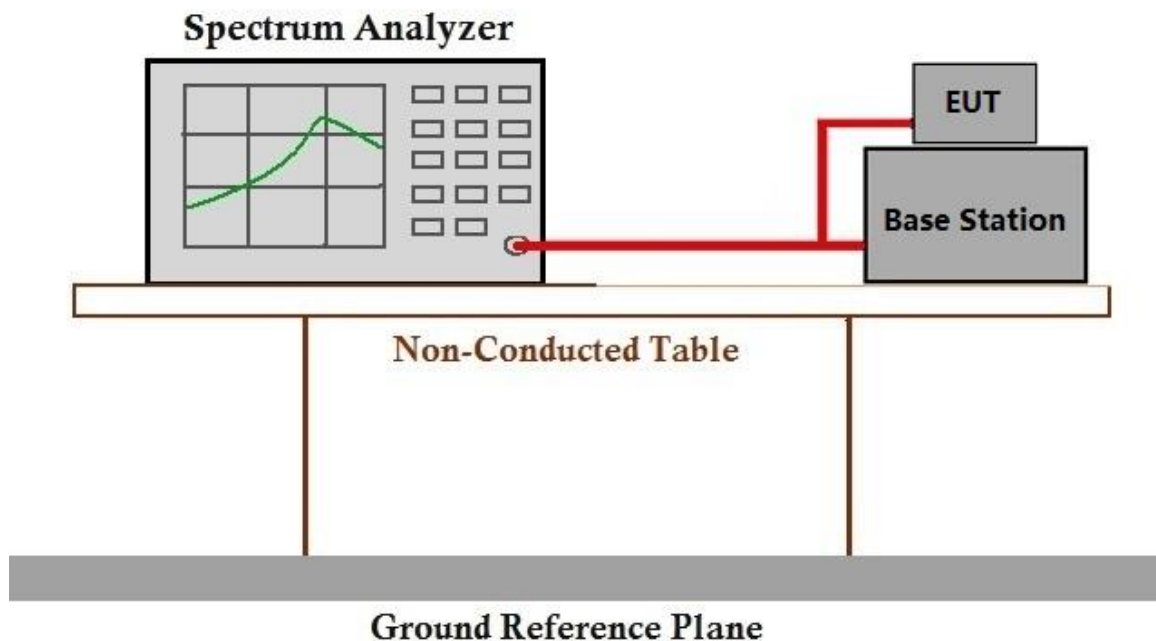 Spectrum Analyzer
EUT
Base Station
Non-Conducted Table
Ground Reference Plane